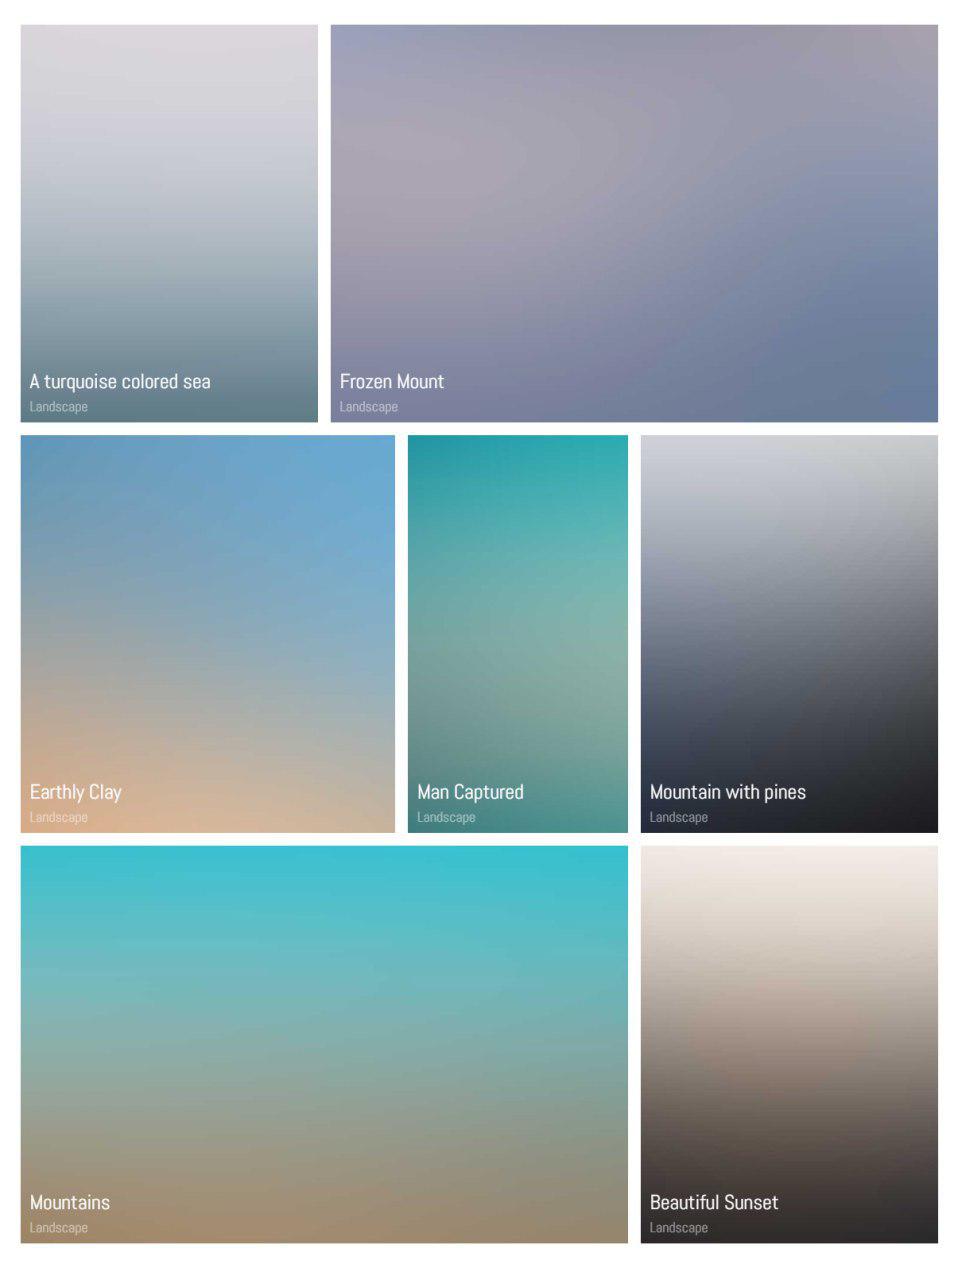 A turquoise colored sea
Landscape
Frozen Mount
Landscape
Earthly Clay
Landscape
Man Captured
Landscape
Mountain with pines
Landscape
Mountains
Landscape
Beautiful Sunset
Landscape